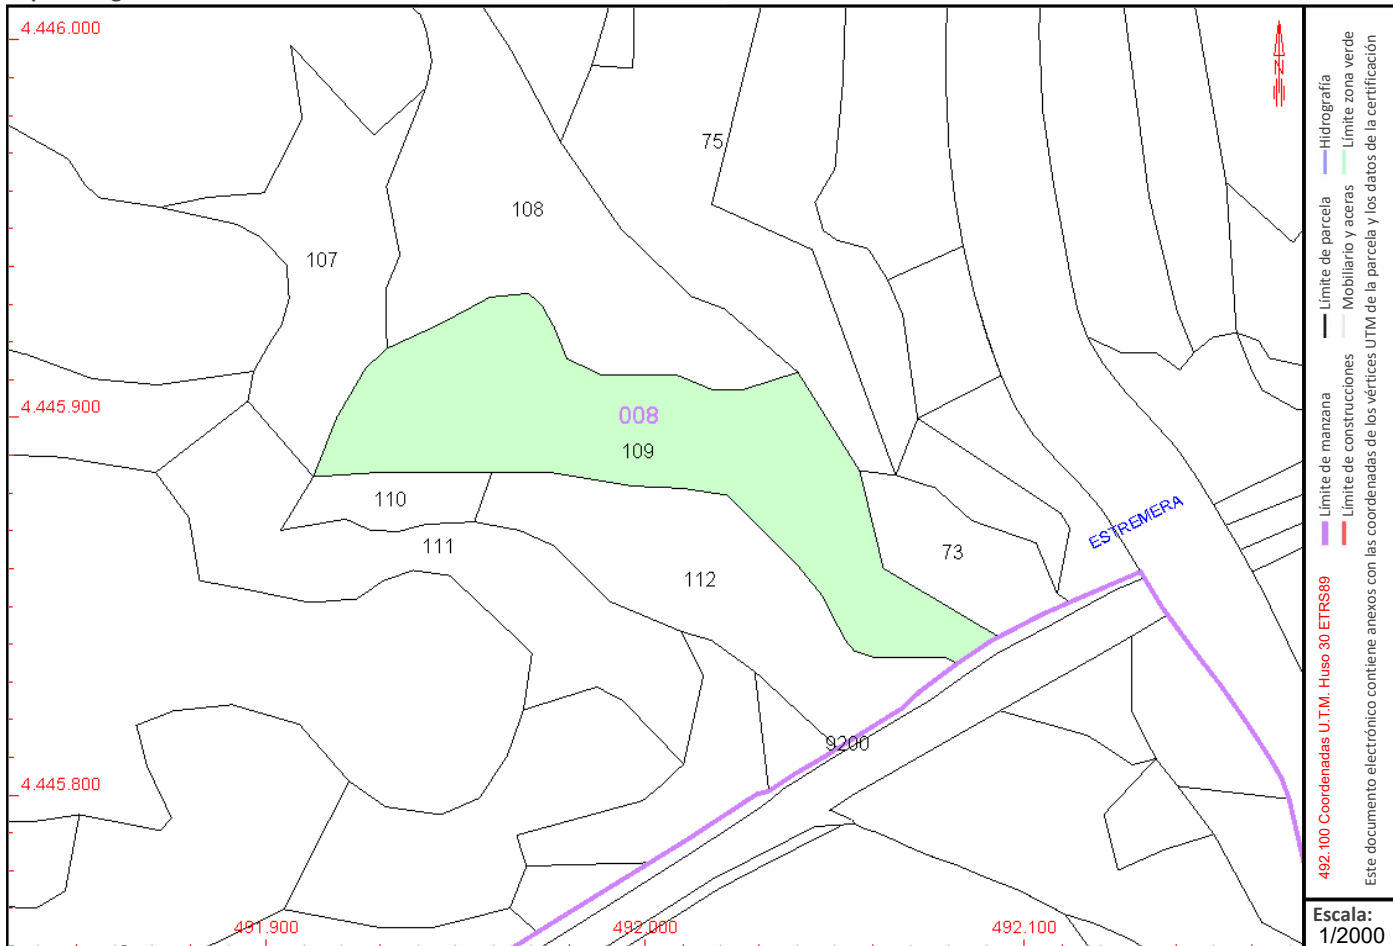 4.446.000
75
108
107
4.445.900
008
109
110
111
112
73
ESTREMERA
9200
4.445.800
491.900
492.000
492.100
N
Hidrografía
Límite zona verde
Límite de parcela
Mobiliario y aceras
Límite de manzana
Límite de construcciones
492.100 Coordenadas U.T.M. Huso 30 ETRS89
Este documento electrónico contiene anexos con las coordenadas de los vértices UTM de la parcela y los datos de la certificación
Escala:
1/2000